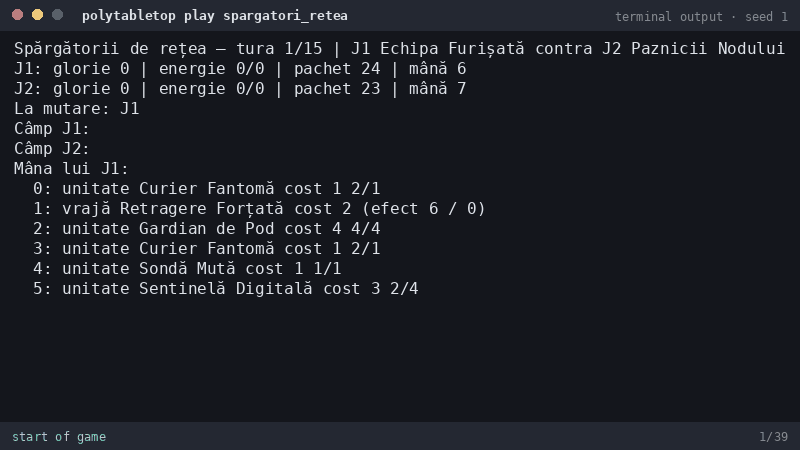 polytabletop play spargatori_retea
terminal output · seed 1
Spărgătorii de rețea — tura 1/15 | J1 Echipa Furișată contra J2 Paznicii Nodului
J1: glorie 0 | energie 0/0 | pachet 24 | mână 6
J2: glorie 0 | energie 0/0 | pachet 23 | mână 7
La mutare: J1
Câmp J1:
Câmp J2:
Mâna lui J1:
0: unitate Curier Fantomă cost 1 2/1
1: vrajă Retragere Forțată cost 2 (efect 6 / 0)
2: unitate Gardian de Pod cost 4 4/4
3: unitate Curier Fantomă cost 1 2/1
4: unitate Sondă Mută cost 1 1/1
5: unitate Sentinelă Digitală cost 3 2/4
start of game
1/39